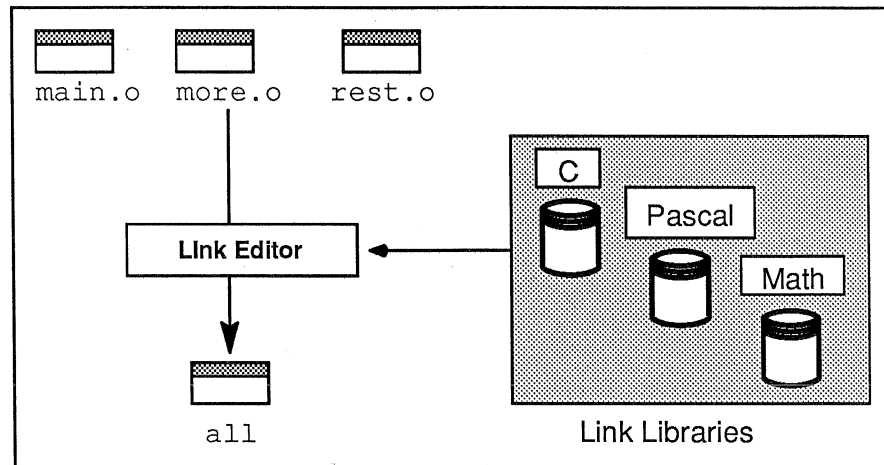 main.o more.o rest.o
C
Pascal
Link Editor
Math
all
Link Libraries